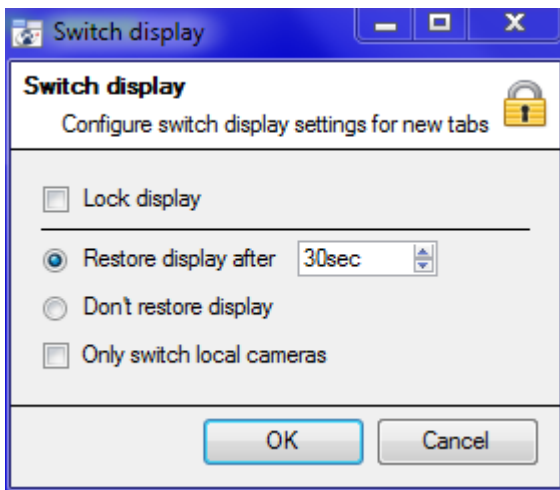 Switch display
Switch display
Configure switch display settings for new tabs
Lock display
Restore display after 30sec
Don't restore display
Only switch local cameras
OK Cancel